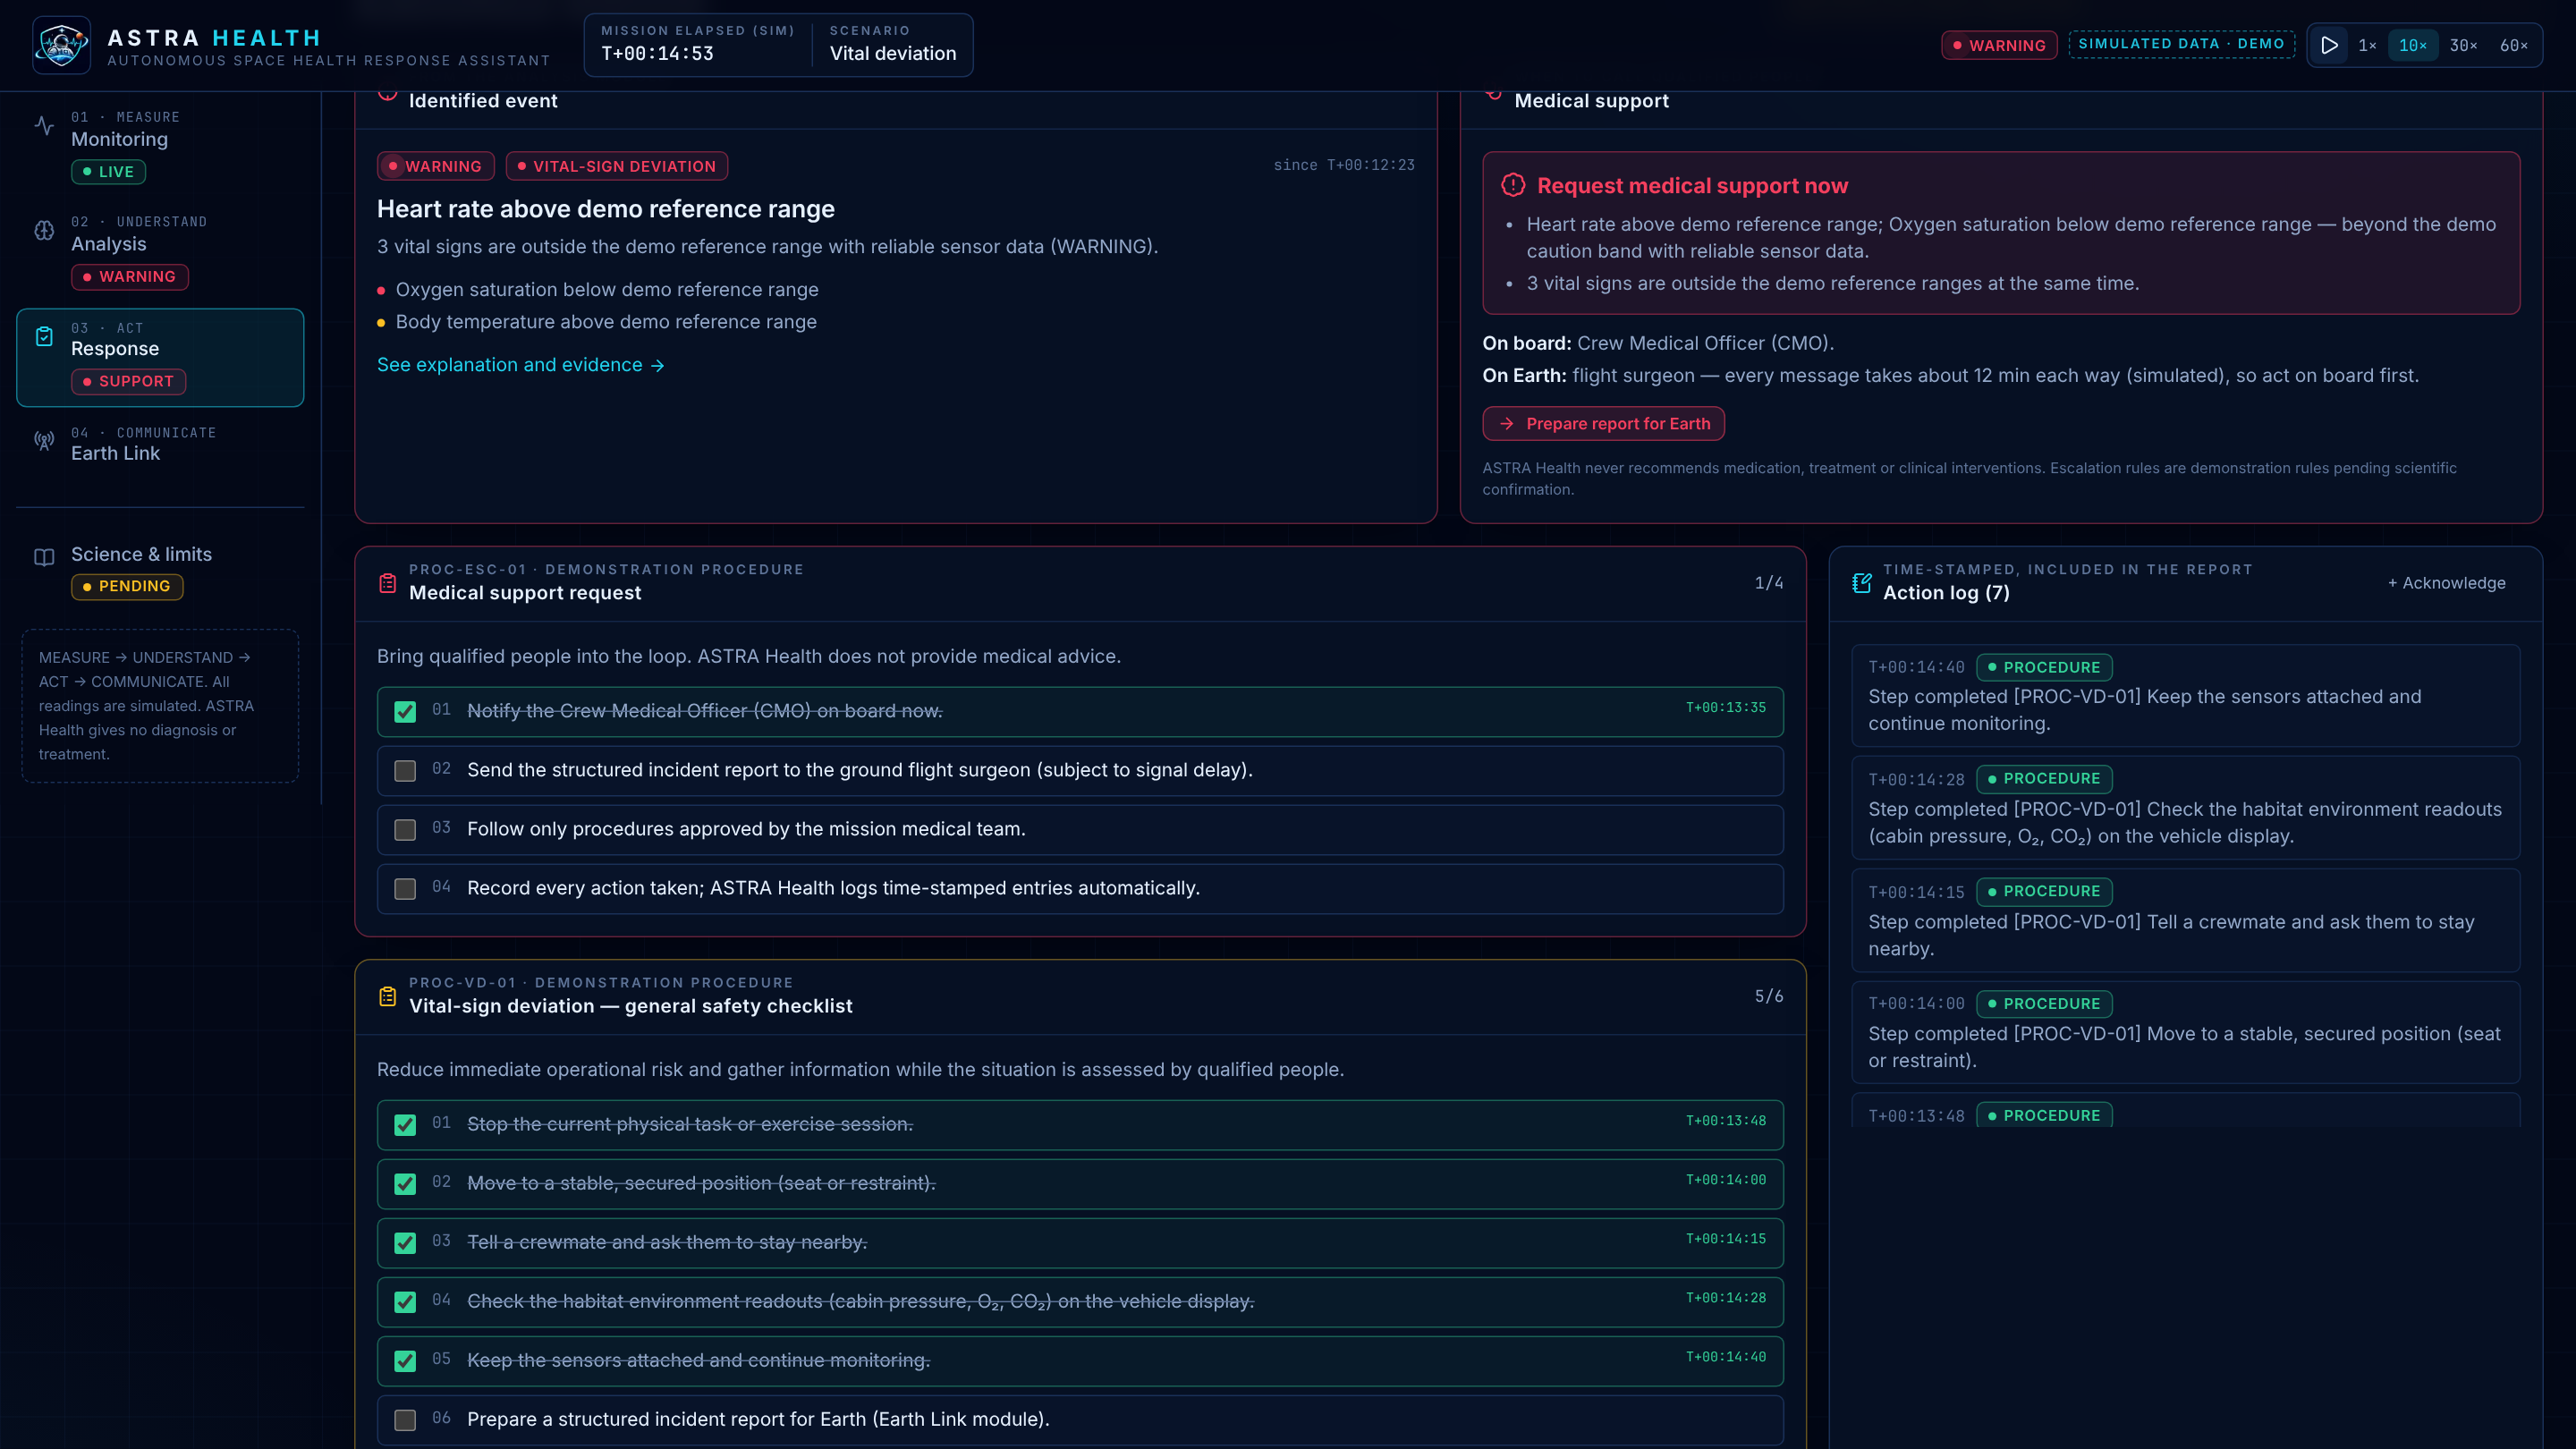 ASTRA HEALTH
AUTONOMOUS SPACE HEALTH RESPONSE ASSISTANT
MISSION ELAPSED (SIM)
T+00:14:53
SCENARIO
Vital deviation
WARNING
SIMULATED DATA · DEMO
1×
10×
30×
60×
01 · MEASURE
Monitoring
LIVE
02 · UNDERSTAND
Analysis
WARNING
03 · ACT
Response
SUPPORT
04 · COMMUNICATE
Earth Link
Science & limits
PENDING
MEASURE → UNDERSTAND →
ACT → COMMUNICATE. All
readings are simulated. ASTRA
Health gives no diagnosis or
treatment.
Identified event
WARNING
VITAL-SIGN DEVIATION
since T+00:12:23
Heart rate above demo reference range
3 vital signs are outside the demo reference range with reliable sensor data (WARNING).
Oxygen saturation below demo reference range
Body temperature above demo reference range
See explanation and evidence →
Medical support
Request medical support now
• Heart rate above demo reference range; Oxygen saturation below demo reference range — beyond the demo
caution band with reliable sensor data.
• 3 vital signs are outside the demo reference ranges at the same time.
On board: Crew Medical Officer (CMO).
On Earth: flight surgeon — every message takes about 12 min each way (simulated), so act on board first.
→ Prepare report for Earth
ASTRA Health never recommends medication, treatment or clinical interventions. Escalation rules are demonstration rules pending scientific
confirmation.
PROC-ESC-01 · DEMONSTRATION PROCEDURE
Medical support request
1/4
Bring qualified people into the loop. ASTRA Health does not provide medical advice.
01 Notify the Crew Medical Officer (CMO) on board now. T+00:13:35
02 Send the structured incident report to the ground flight surgeon (subject to signal delay).
03 Follow only procedures approved by the mission medical team.
04 Record every action taken; ASTRA Health logs time-stamped entries automatically.
PROC-VD-01 · DEMONSTRATION PROCEDURE
Vital-sign deviation — general safety checklist
5/6
Reduce immediate operational risk and gather information while the situation is assessed by qualified people.
01 Stop the current physical task or exercise session. T+00:13:48
02 Move to a stable, secured position (seat or restraint). T+00:14:00
03 Tell a crewmate and ask them to stay nearby. T+00:14:15
04 Check the habitat environment readouts (cabin pressure, O₂, CO₂) on the vehicle display. T+00:14:28
05 Keep the sensors attached and continue monitoring. T+00:14:40
06 Prepare a structured incident report for Earth (Earth Link module).
TIME-STAMPED, INCLUDED IN THE REPORT
Action log (7)
+ Acknowledge
T+00:14:40 PROCEDURE
Step completed [PROC-VD-01] Keep the sensors attached and
continue monitoring.
T+00:14:28 PROCEDURE
Step completed [PROC-VD-01] Check the habitat environment readouts
(cabin pressure, O₂, CO₂) on the vehicle display.
T+00:14:15 PROCEDURE
Step completed [PROC-VD-01] Tell a crewmate and ask them to stay
nearby.
T+00:14:00 PROCEDURE
Step completed [PROC-VD-01] Move to a stable, secured position (seat
or restraint).
T+00:13:48 PROCEDURE